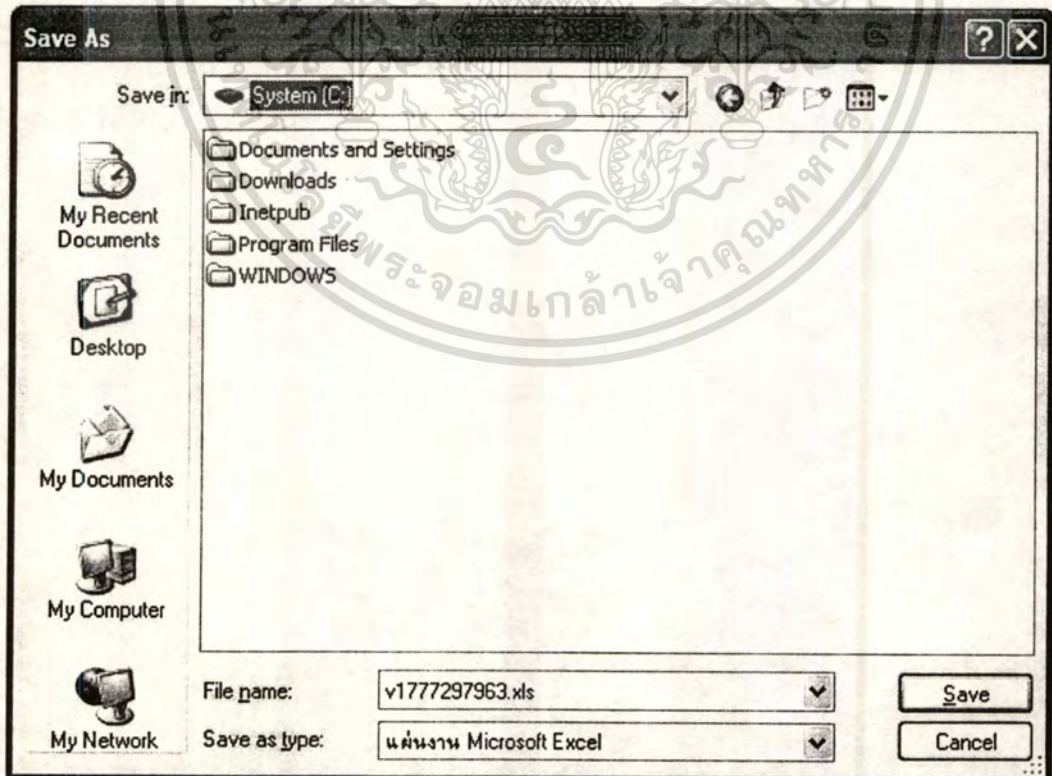 Save As
Save in: System (C:)
Documents and Settings
Downloads
Inetpub
Program Files
WINDOWS
My Recent
Documents
Desktop
My Documents
My Computer
My Network
File name: v1777297963.xls
Save as type: แผ่นงาน Microsoft Excel
Save
Cancel
พระจอมเกล้าเจ้าคุณทหาร